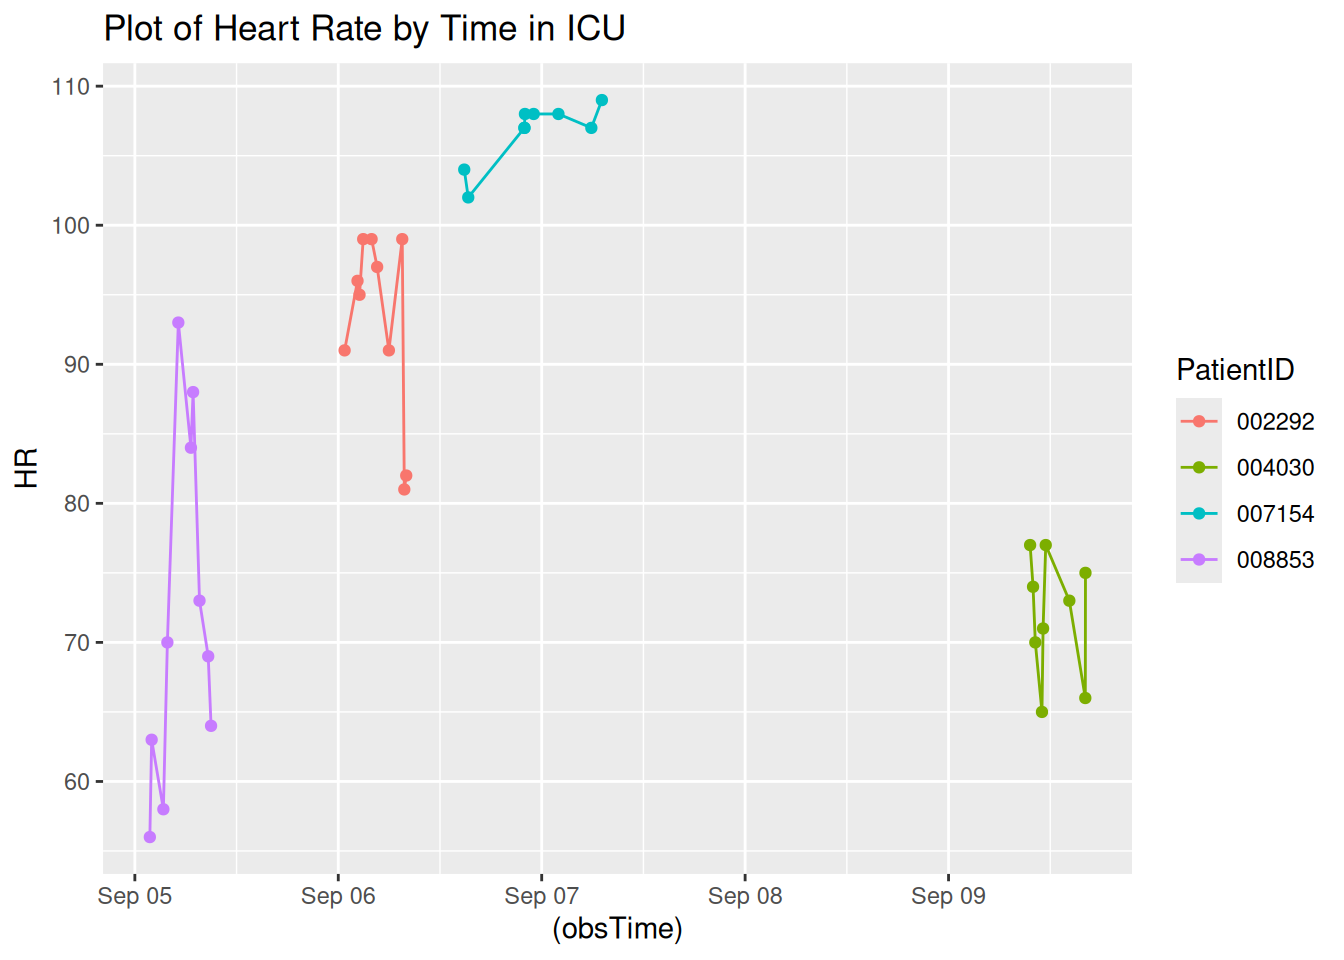 Plot of Heart Rate by Time in ICU
110
100
90
80
70
60
HR
Sep 05 Sep 06 Sep 07 Sep 08 Sep 09
(obsTime)
PatientID
002292
004030
007154
008853